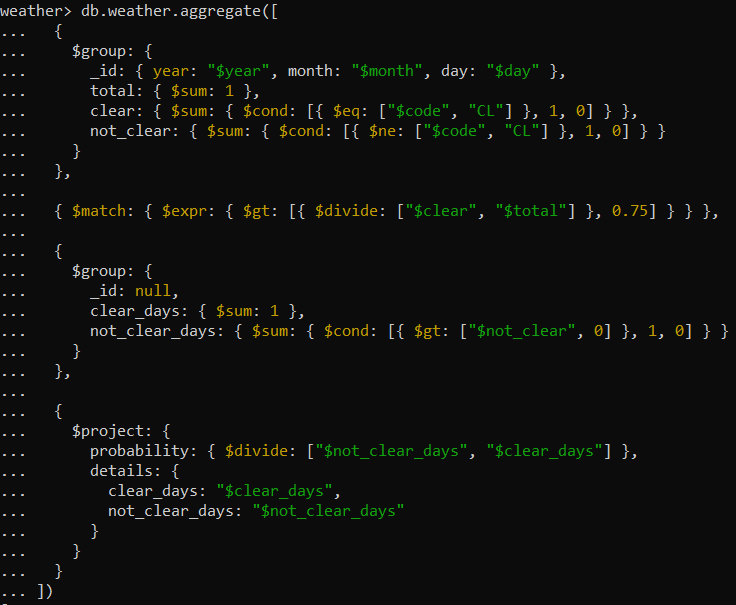 weather> db.weather.aggregate([
...   {
...     $group: {
...       _id: { year: "$year", month: "$month", day: "$day" },
...       total: { $sum: 1 },
...       clear: { $sum: { $cond: [{ $eq: ["$code", "CL"] }, 1, 0] } },
...       not_clear: { $sum: { $cond: [{ $ne: ["$code", "CL"] }, 1, 0] } }
...     }
...   },
...
...   { $match: { $expr: { $gt: [{ $divide: ["$clear", "$total"] }, 0.75] } } },
...
...   {
...     $group: {
...       _id: null,
...       clear_days: { $sum: 1 },
...       not_clear_days: { $sum: { $cond: [{ $gt: ["$not_clear", 0] }, 1, 0] } }
...     }
...   },
...
...   {
...     $project: {
...       probability: { $divide: ["$not_clear_days", "$clear_days"] },
...       details: {
...         clear_days: "$clear_days",
...         not_clear_days: "$not_clear_days"
...       }
...     }
...   }
... ])